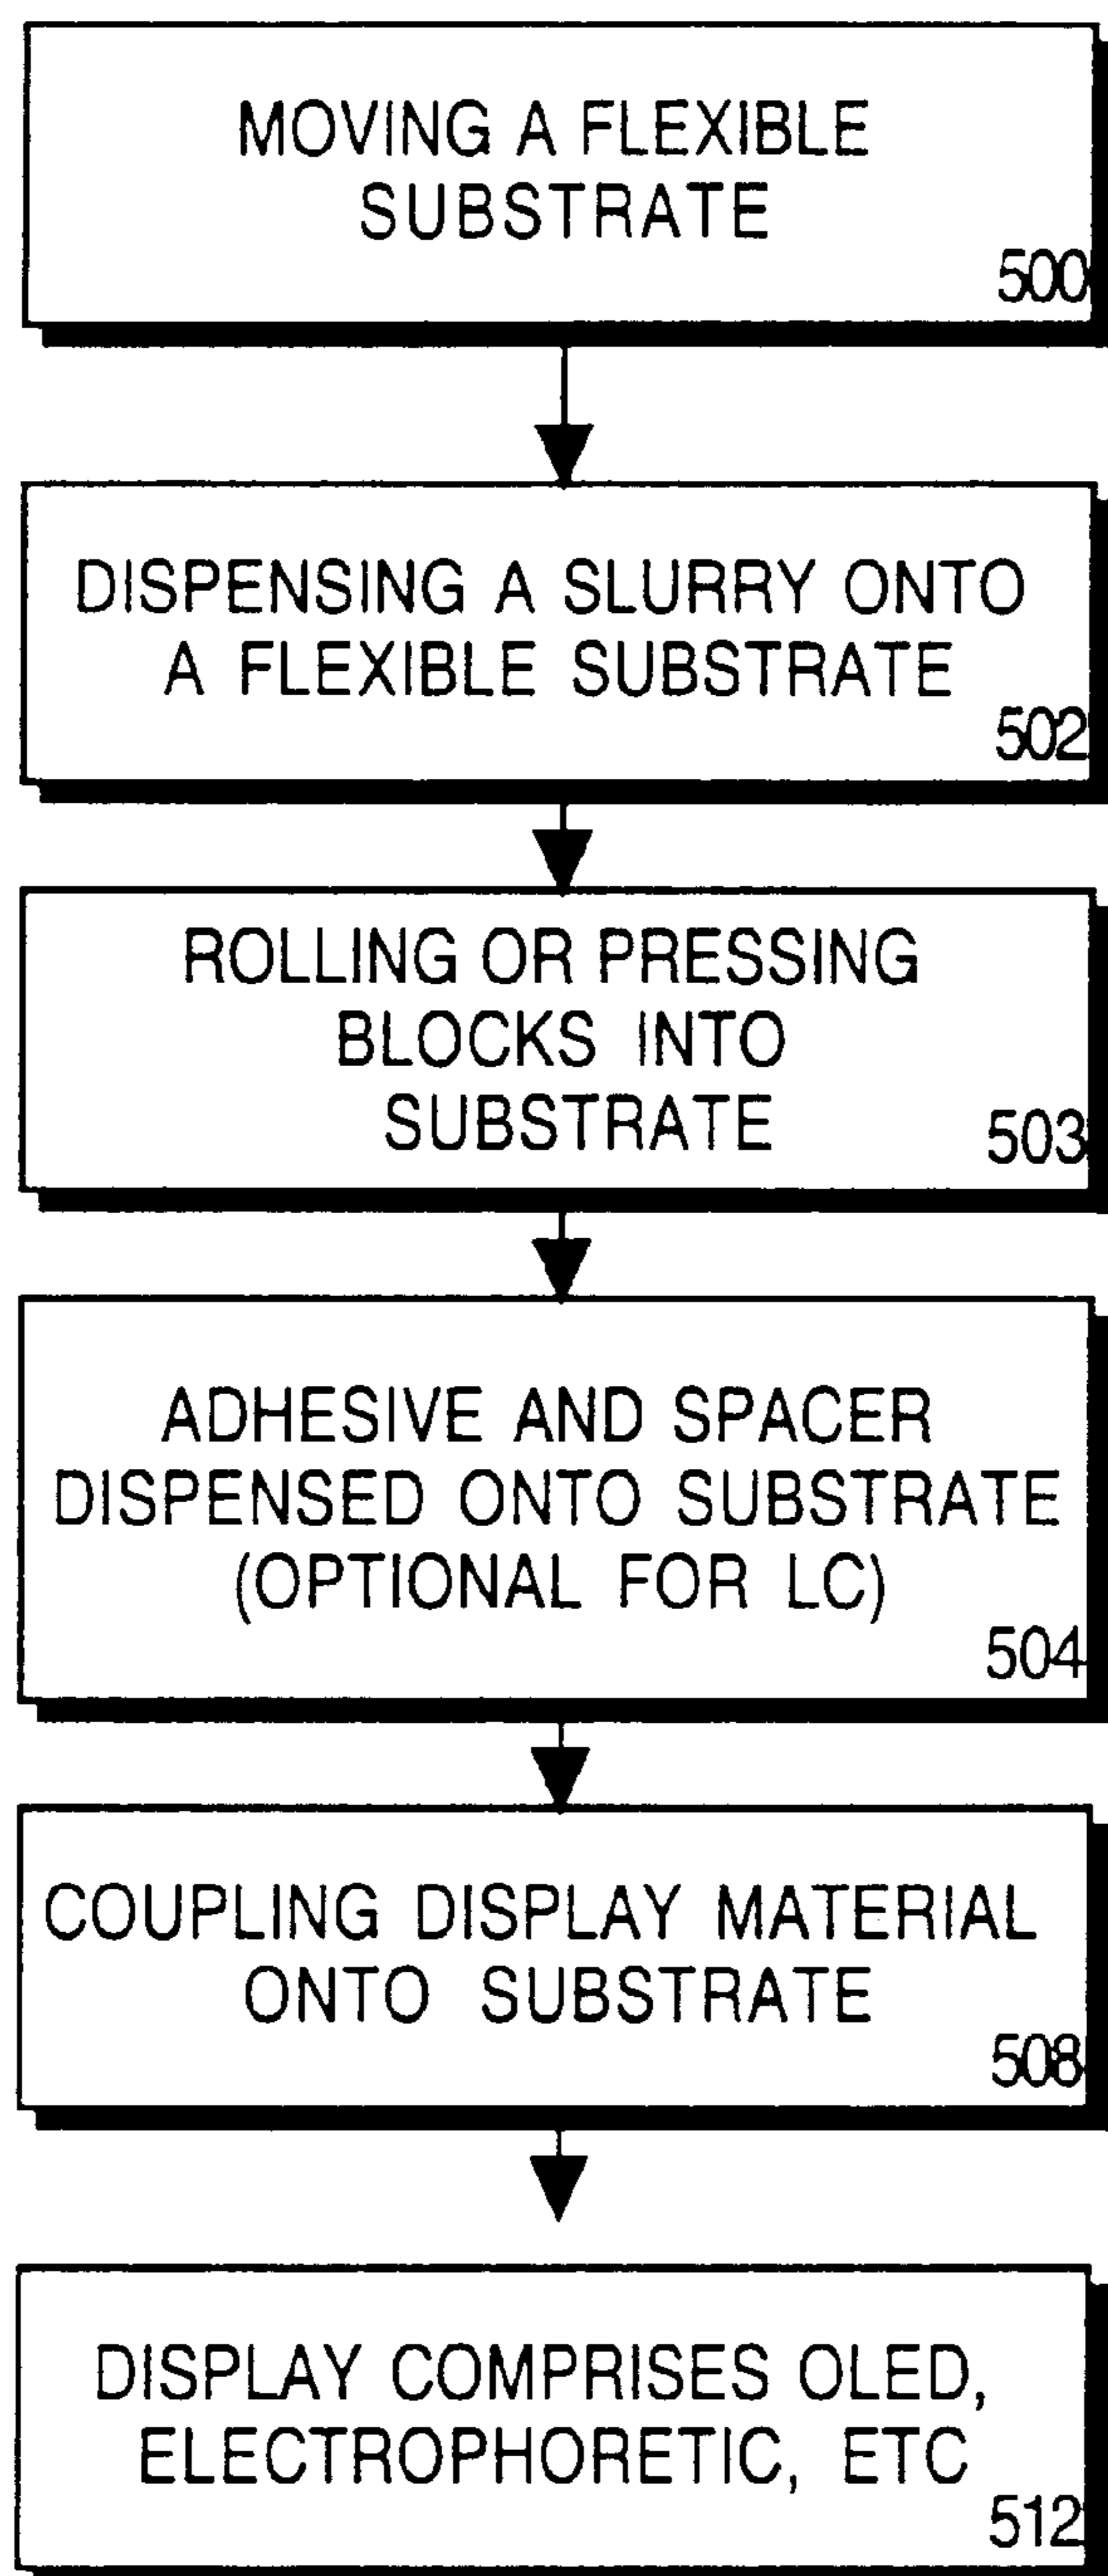 MOVING A FLEXIBLE
SUBSTRATE
500
DISPENSING A SLURRY ONTO
A FLEXIBLE SUBSTRATE
502
ROLLING OR PRESSING
BLOCKS INTO
SUBSTRATE
503
ADHESIVE AND SPACER
DISPENSED ONTO SUBSTRATE
(OPTIONAL FOR LC)
504
COUPLING DISPLAY MATERIAL
ONTO SUBSTRATE
508
DISPLAY COMPRISES OLED,
ELECTROPHORETIC, ETC
512